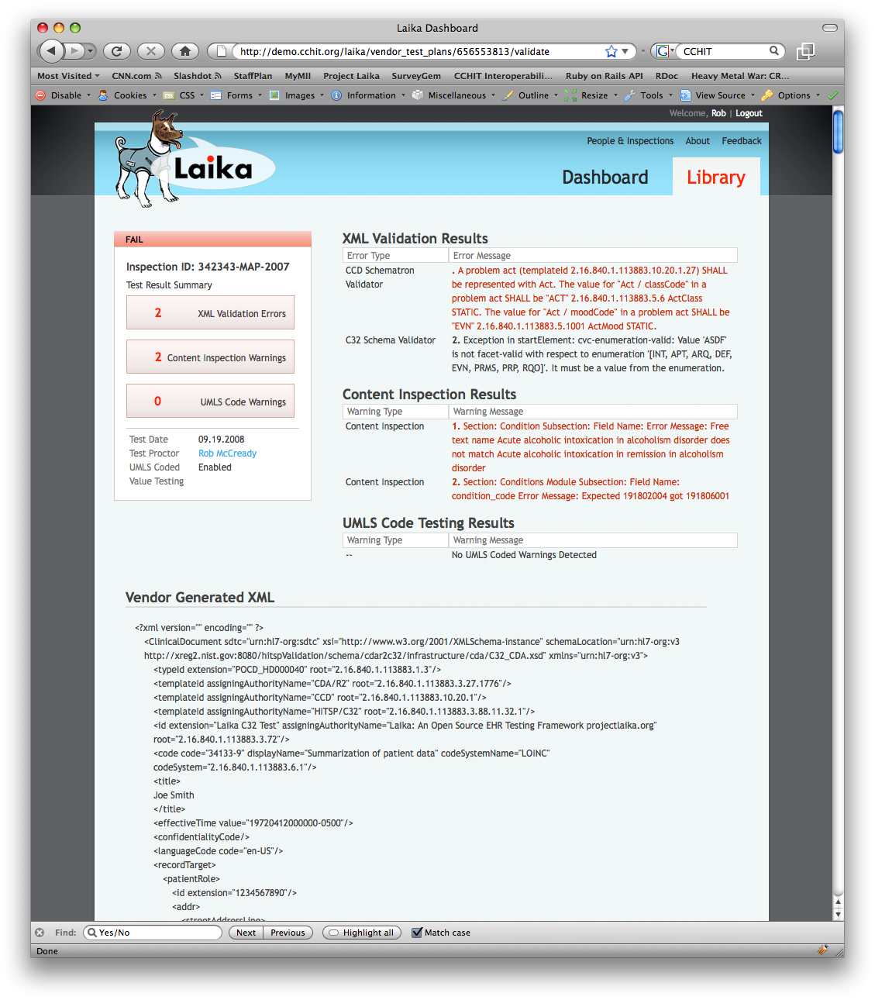 Laika Dashboard
http://demo.cchit.org/laika/vendor_test_plans/656553813/validate
G
CCHIT
Most Visited
CNN.com
Slashdot
StaffPlan
MyMII
Project Laika
SurveyGem
CCHIT Interoperabili...
Ruby on Rails API
RDoc
Heavy Metal War: CR...
Disable
Cookies
CSS
Forms
Images
Information
Miscellaneous
Outline
Resize
Tools
View Source
Options
Welcome, Rob | Logout
People & Inspections
About
Feedback
Laika
Dashboard
Library
FAIL
Inspection ID: 342343-MAP-2007
Test Result Summary
2 XML Validation Errors
2 Content Inspection Warnings
0 UMLS Code Warnings
Test Date 09.19.2008
Test Proctor Rob McCready
UMLS Coded Enabled
Value Testing
XML Validation Results
Error Type Error Message
CCD Schematron . A problem act (templateId 2.16.840.1.113883.10.20.1.27) SHALL
Validator be represented with Act. The value for "Act / classCode" in a
problem act SHALL be "ACT" 2.16.840.1.113883.5.6 ActClass
STATIC. The value for "Act / moodCode" in a problem act SHALL be
"EVN" 2.16.840.1.113883.5.1001 ActMood STATIC.
C32 Schema Validator 2. Exception in startElement: cvc-enumeration-valid: Value 'ASDF'
is not facet-valid with respect to enumeration '[INT, APT, ARQ, DEF,
EVN, PRMS, PRP, RQO]'. It must be a value from the enumeration.
Content Inspection Results
Warning Type Warning Message
Content Inspection 1. Section: Condition Subsection: Field Name: Error Message: Free
text name Acute alcoholic intoxication in alcoholism disorder does
not match Acute alcoholic intoxication in remission in alcoholism
disorder
Content Inspection 2. Section: Conditions Module Subsection: Field Name:
condition_code Error Message: Expected 191802004 got 191806001
UMLS Code Testing Results
Warning Type Warning Message
-- No UMLS Coded Warnings Detected
Vendor Generated XML
<?xml version="" encoding="" ?>
<ClinicalDocument sdtc="urn:hl7-org:sdtc" xsi="http://www.w3.org/2001/XMLSchema-instance" schemaLocation="urn:hl7-org:v3
http://xreg2.nist.gov:8080/hitspValidation/schema/cdar2c32/infrastructure/cda/C32_CDA.xsd" xmlns="urn:hl7-org:v3">
<typeId extension="POCD_HD000040" root="2.16.840.1.113883.1.3"/>
<templateId assigningAuthorityName="CDA/R2" root="2.16.840.1.113883.3.27.1776"/>
<templateId assigningAuthorityName="CCD" root="2.16.840.1.113883.10.20.1"/>
<templateId assigningAuthorityName="HITSP/C32" root="2.16.840.1.113883.3.88.11.32.1"/>
<id extension="Laika C32 Test" assigningAuthorityName="Laika: An Open Source EHR Testing Framework projectlaika.org"
root="2.16.840.1.113883.3.72"/>
<code code="34133-9" displayName="Summarization of patient data" codeSystemName="LOINC"
codeSystem="2.16.840.1.113883.6.1"/>
<title>
Joe Smith
</title>
<effectiveTime value="19720412000000-0500"/>
<confidentialityCode/>
<languageCode code="en-US"/>
<recordTarget>
<patientRole>
<id extension="1234567890"/>
<addr>
<streetAddressLine>
Find: Yes/No Next Previous Highlight all Match case
Done